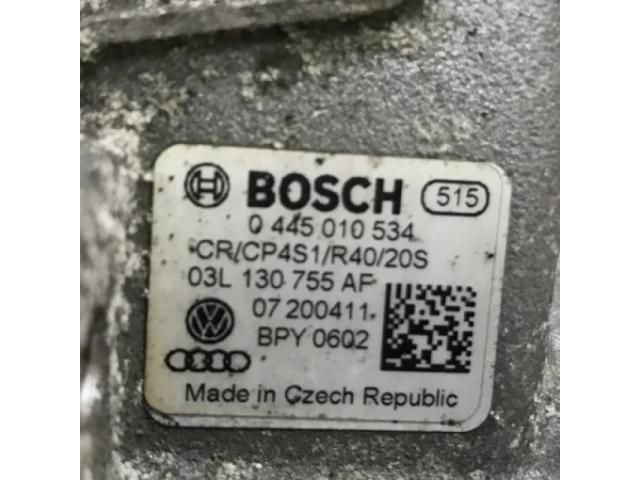 BOSCH 515
0 445 010 534
CR/CP4S1/R40/20S
03L 130 755 AF
07 200411
BPY 0602
Made in Czech Republic